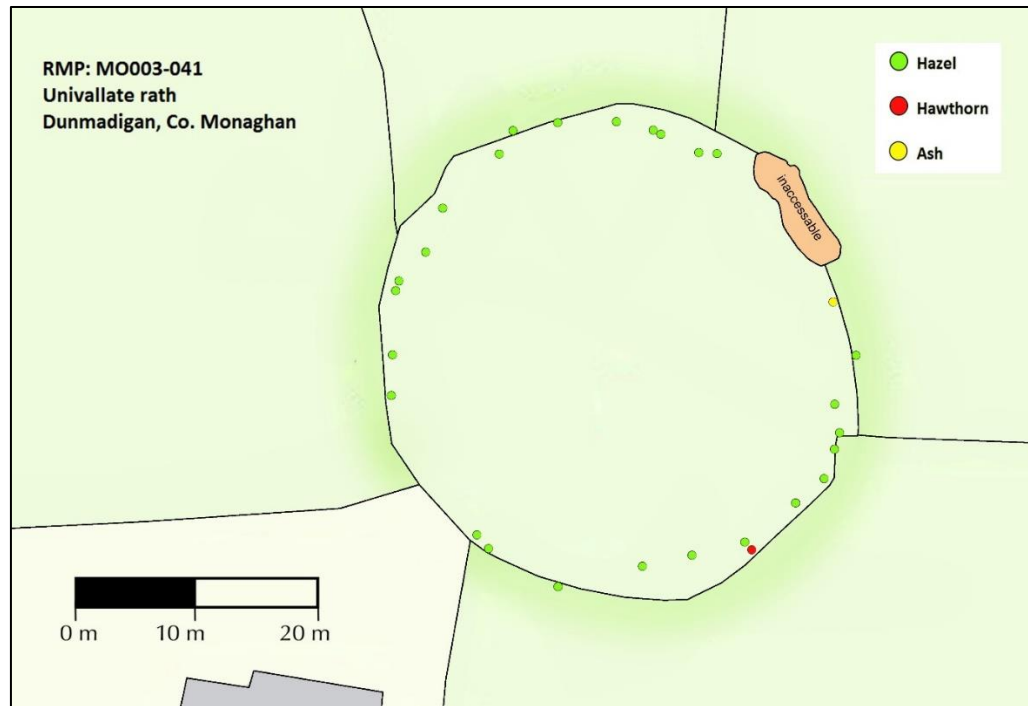 RMP: MO003-041
Univallate rath
Dunmadigan, Co. Monaghan
Hazel
Hawthorn
Ash
inaccessable
0 m
10 m
20 m